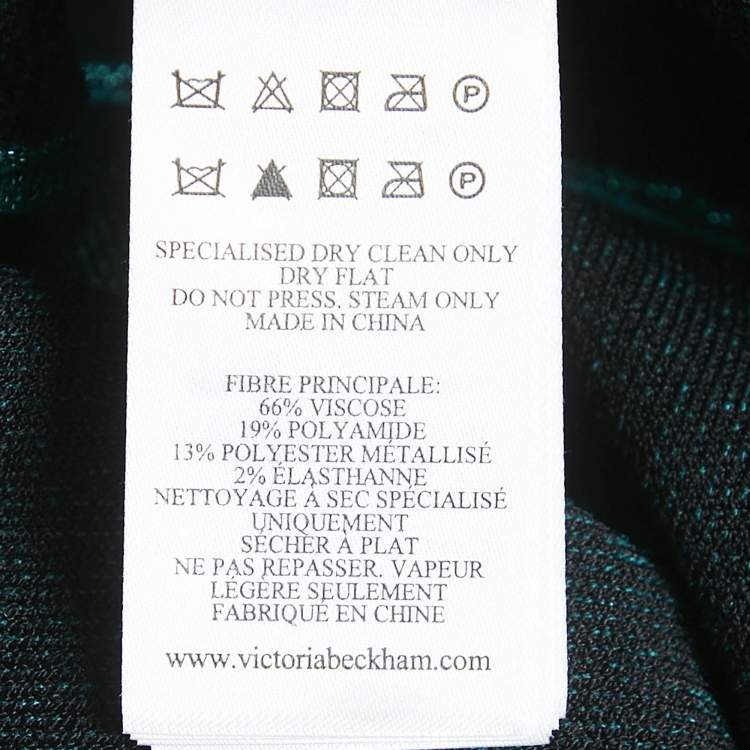 P
P
SPECIALISED DRY CLEAN ONLY
DRY FLAT
DO NOT PRESS. STEAM ONLY
MADE IN CHINA
FIBRE PRINCIPALE:
66% VISCOSE
19% POLYAMIDE
13% POLYESTER MÉTALLISÉ
2% ÉLASTHANNE
NETTOYAGE À SEC SPÉCIALISÉ
UNIQUEMENT
SÉCHER À PLAT
NE PAS REPASSER. VAPEUR
LÉGÈRE SEULEMENT
FABRIQUÉ EN CHINE
www.victoriabeckham.com